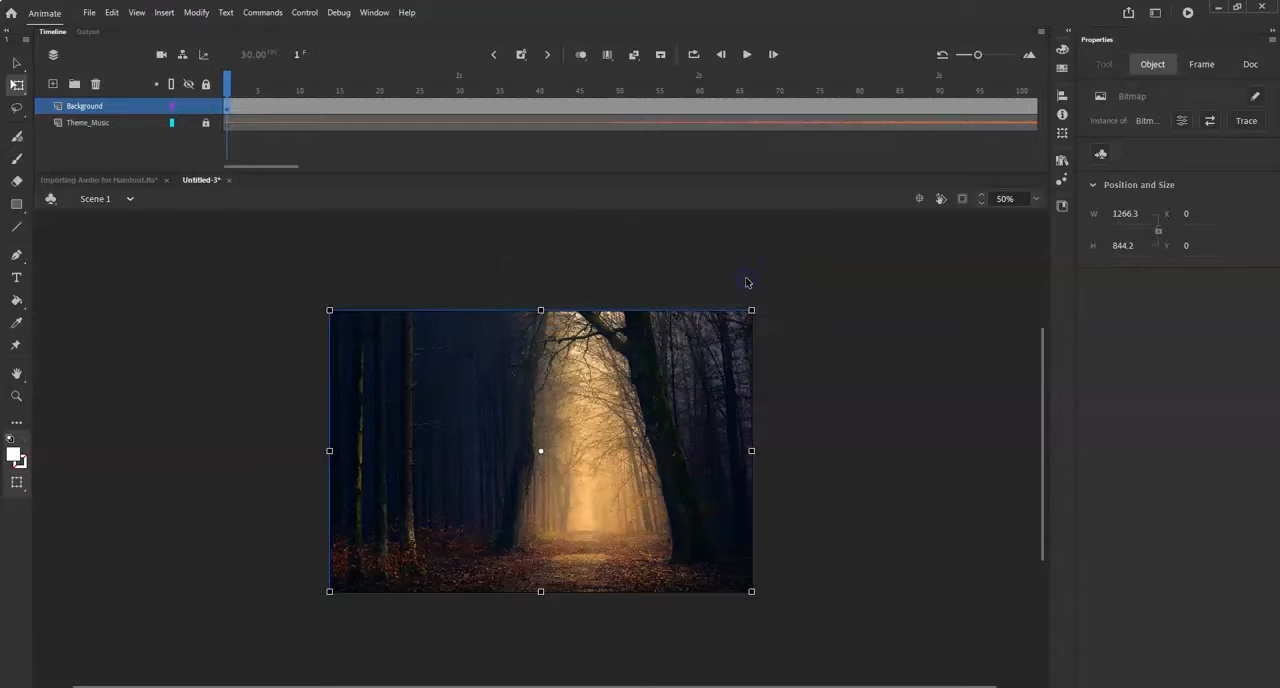 Animate File Edit View Insert Modify Text Commands Control Debug Window Help
Timeline Output
30.00 FPS 1 F
1s 2s 3s
5 10 15 20 25 30 35 40 45 50 55 60 65 70 75 80 85 90 95 100
Background
Theme_Music
Importing Audio for Handout.fla* × Untitled-3* ×
Scene 1
50%
Properties
Tool Object Frame Doc
Bitmap
Instance of: Bitm... Trace
Position and Size
W 1266.3 X 0
H 844.2 Y 0